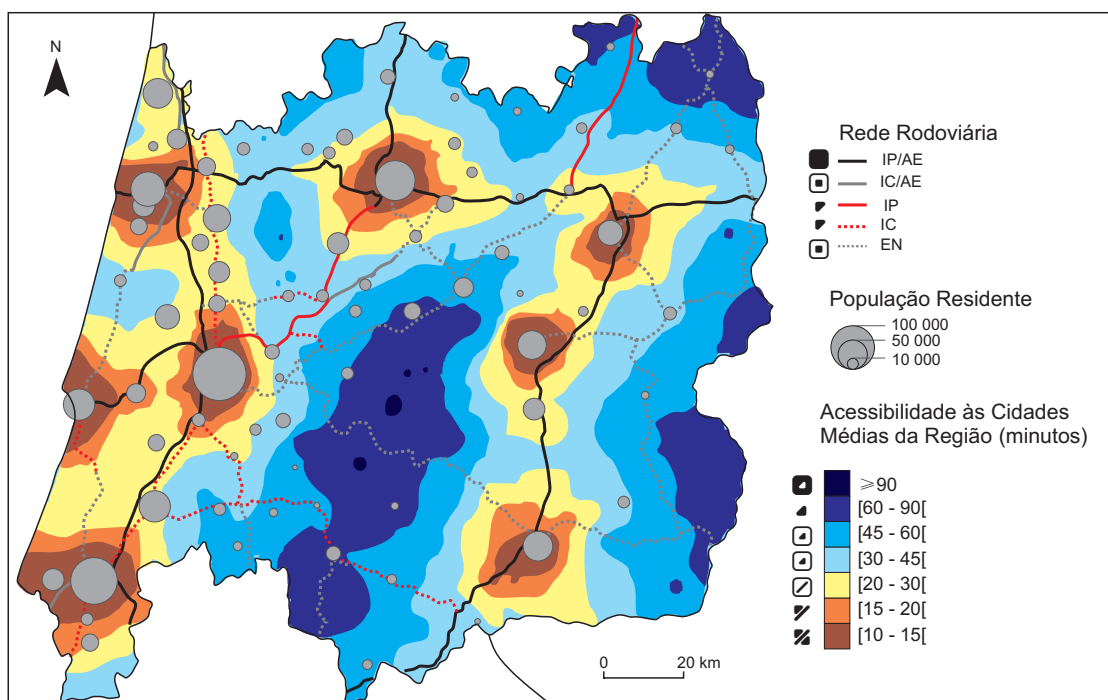 N
Rede Rodoviária
IP/AE
IC/AE
IP
IC
EN
População Residente
100 000
50 000
10 000
Acessibilidade às Cidades
Médias da Região (minutos)
⩾90
[60 - 90[
[45 - 60[
[30 - 45[
[20 - 30[
[15 - 20[
[10 - 15[
0 20 km